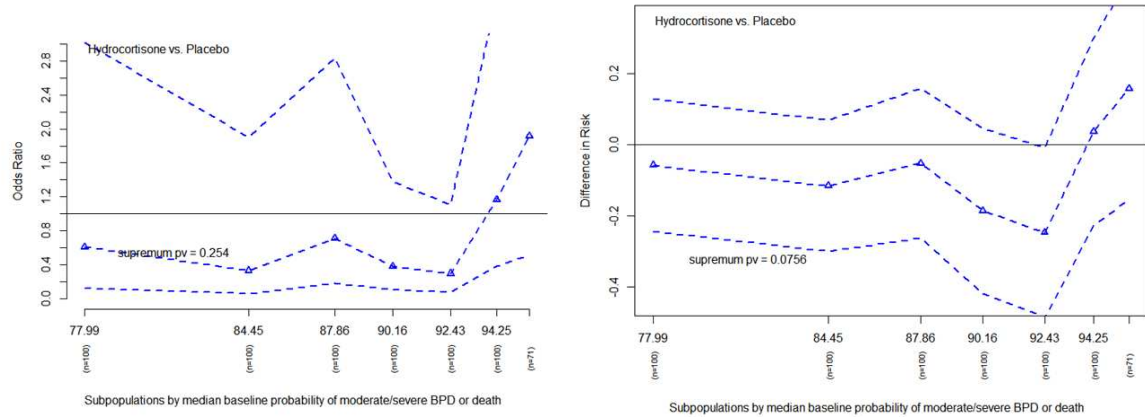 Hydrocortisone vs. Placebo
Odds Ratio
0.0 0.4 0.8 1.2 1.6 2.0 2.4 2.8
supremum pv = 0.254
77.99 84.45 87.86 90.16 92.43 94.25
(n=100) (n=100) (n=100) (n=100) (n=100) (n=100) (n=71)
Subpopulations by median baseline probability of moderate/severe BPD or death
Hydrocortisone vs. Placebo
Difference in Risk
-0.4 -0.2 0.0 0.2
supremum pv = 0.0756
77.99 84.45 87.86 90.16 92.43 94.25
(n=100) (n=100) (n=100) (n=100) (n=100) (n=100) (n=71)
Subpopulations by median baseline probability of moderate/severe BPD or death